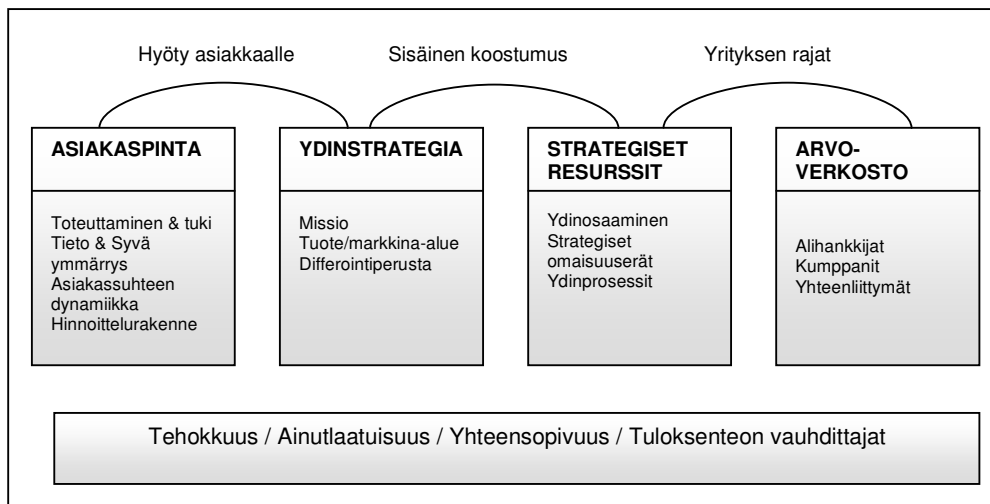 Hyöty asiakkaalle
Sisäinen koostumus
Yrityksen rajat
ASIAKASPINTA
Toteuttaminen & tuki
Tieto & Syvä
ymmärrys
Asiakassuhteen
dynamiikka
Hinnoittelurakenne
YDINSTRATEGIA
Missio
Tuote/markkina-alue
Differointiperusta
STRATEGISET
RESURSSIT
Ydinosaaminen
Strategiset
omaisuuserät
Ydinprosessit
ARVO-
VERKOSTO
Alihankkijat
Kumppanit
Yhteenliittymät
Tehokkuus / Ainutlaatuisuus / Yhteensopivuus / Tuloksenteon vauhdittajat